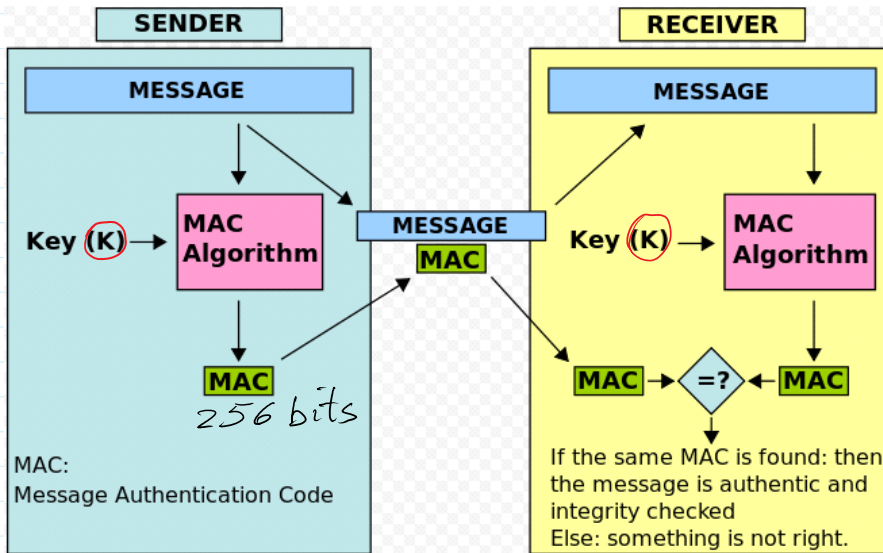 SENDER
MESSAGE
Key (K)
MAC
Algorithm
MAC
256 bits
MAC:
Message Authentication Code
MESSAGE
MAC
RECEIVER
MESSAGE
Key (K)
MAC
Algorithm
MAC
=?
MAC
If the same MAC is found: then
the message is authentic and
integrity checked
Else: something is not right.